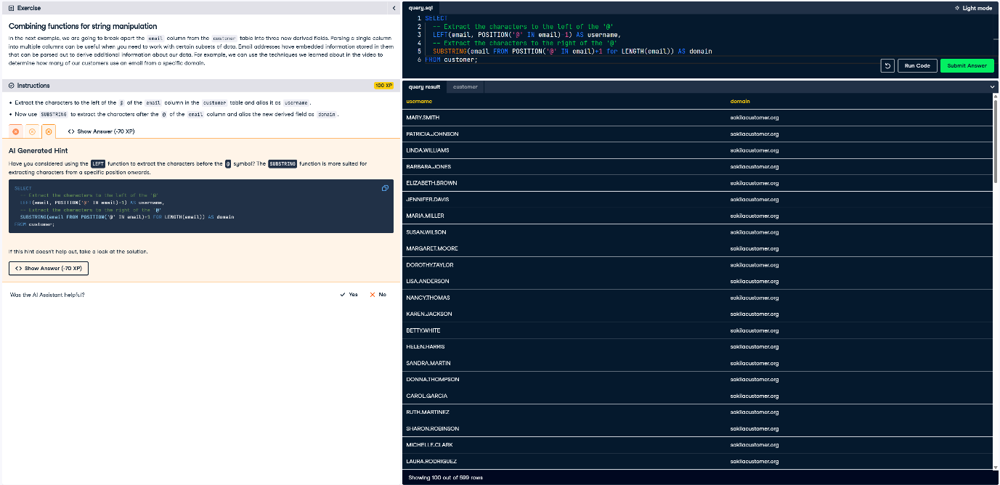 Exercise
Combining functions for string manipulation
In the next example, we are going to break apart the email column from the customer table into three new derived fields. Parsing a single column
into multiple columns can be useful when you need to work with certain subsets of data. Email addresses have embedded information stored in them
that can be parsed out to derive additional information about our data. For example, we can use the techniques we learned about in the video to
determine how many of our customers use an email from a specific domain.
Instructions
100 XP
• Extract the characters to the left of the @ of the email column in the customer table and alias it as username .
• Now use SUBSTRING to extract the characters after the @ of the email column and alias the new derived field as domain .
<> Show Answer (-70 XP)
AI Generated Hint
Have you considered using the LEFT function to extract the characters before the @ symbol? The SUBSTRING function is more suited for
extracting characters from a specific position onwards.
SELECT
-- Extract the characters to the left of the '@'
LEFT(email, POSITION('@' IN email)-1) AS username,
-- Extract the characters to the right of the '@'
SUBSTRING(email FROM POSITION('@' IN email)+1 FOR LENGTH(email)) AS domain
FROM customer;
If this hint doesn't help out, take a look at the solution.
<> Show Answer (-70 XP)
Was the AI Assistant helpful?
Yes
No
query.sql
Light mode
1 SELECT
2 -- Extract the characters to the left of the '@'
3 LEFT(email, POSITION('@' IN email)-1) AS username,
4 -- Extract the characters to the right of the '@'
5 SUBSTRING(email FROM POSITION('@' IN email)+1 for LENGTH(email)) AS domain
6 FROM customer;
Run Code
Submit Answer
query result
customer
username domain
MARY.SMITH sakilacustomer.org
PATRICIA.JOHNSON sakilacustomer.org
LINDA.WILLIAMS sakilacustomer.org
BARBARA.JONES sakilacustomer.org
ELIZABETH.BROWN sakilacustomer.org
JENNIFER.DAVIS sakilacustomer.org
MARIA.MILLER sakilacustomer.org
SUSAN.WILSON sakilacustomer.org
MARGARET.MOORE sakilacustomer.org
DOROTHY.TAYLOR sakilacustomer.org
LISA.ANDERSON sakilacustomer.org
NANCY.THOMAS sakilacustomer.org
KAREN.JACKSON sakilacustomer.org
BETTY.WHITE sakilacustomer.org
HELEN.HARRIS sakilacustomer.org
SANDRA.MARTIN sakilacustomer.org
DONNA.THOMPSON sakilacustomer.org
CAROL.GARCIA sakilacustomer.org
RUTH.MARTINEZ sakilacustomer.org
SHARON.ROBINSON sakilacustomer.org
MICHELLE.CLARK sakilacustomer.org
LAURA.RODRIGUEZ sakilacustomer.org
Showing 100 out of 599 rows